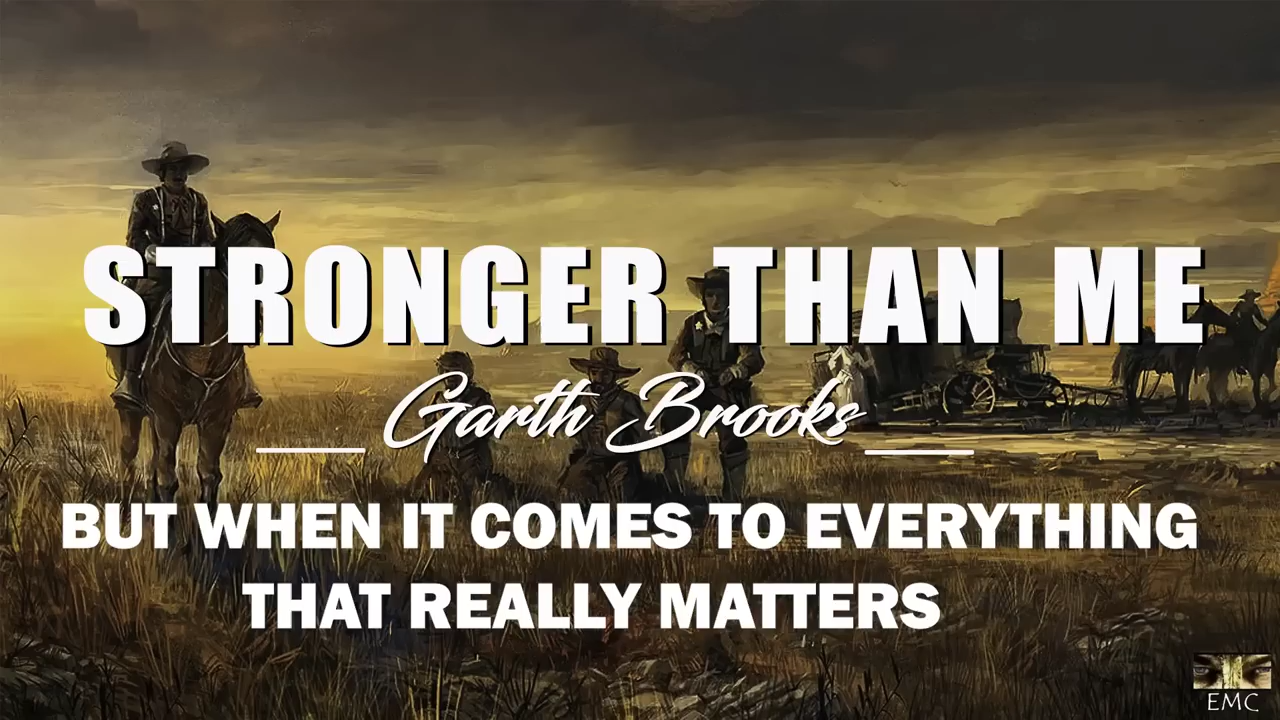 STRONGER THAN ME
Garth Brooks
BUT WHEN IT COMES TO EVERYTHING
THAT REALLY MATTERS
EMC